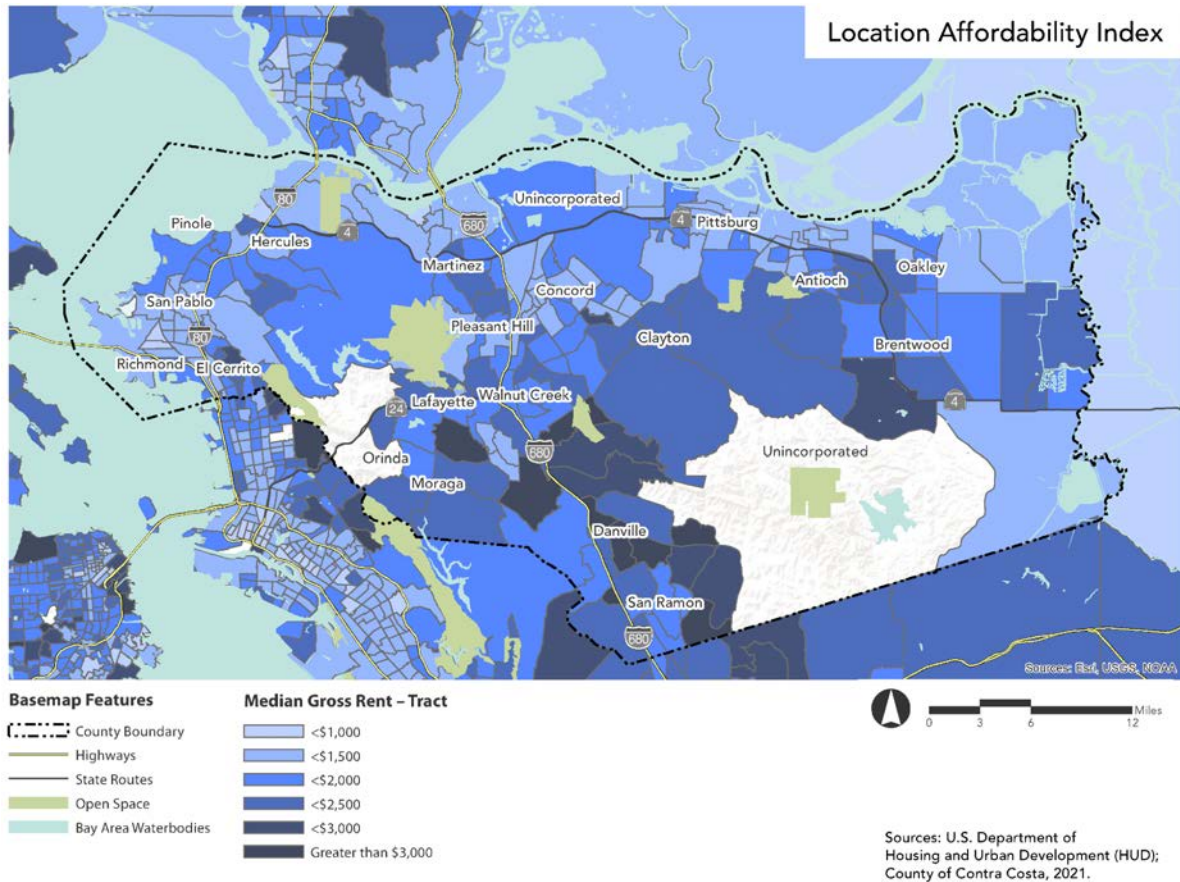 Location Affordability Index
Unincorporated
80
Pinole
4
680
4
Pittsburg
Hercules
Martinez
Oakley
Antioch
San Pablo
Concord
80
Pleasant Hill
Clayton
Brentwood
Richmond
El Cerrito
24
Lafayette
Walnut Creek
4
Orinda
680
Unincorporated
Moraga
Danville
San Ramon
680
Sources: Esri, USGS, NOAA
Basemap Features
County Boundary
Highways
State Routes
Open Space
Bay Area Waterbodies
Median Gross Rent – Tract
<$1,000
<$1,500
<$2,000
<$2,500
<$3,000
Greater than $3,000
0 3 6 12 Miles
Sources: U.S. Department of
Housing and Urban Development (HUD);
County of Contra Costa, 2021.